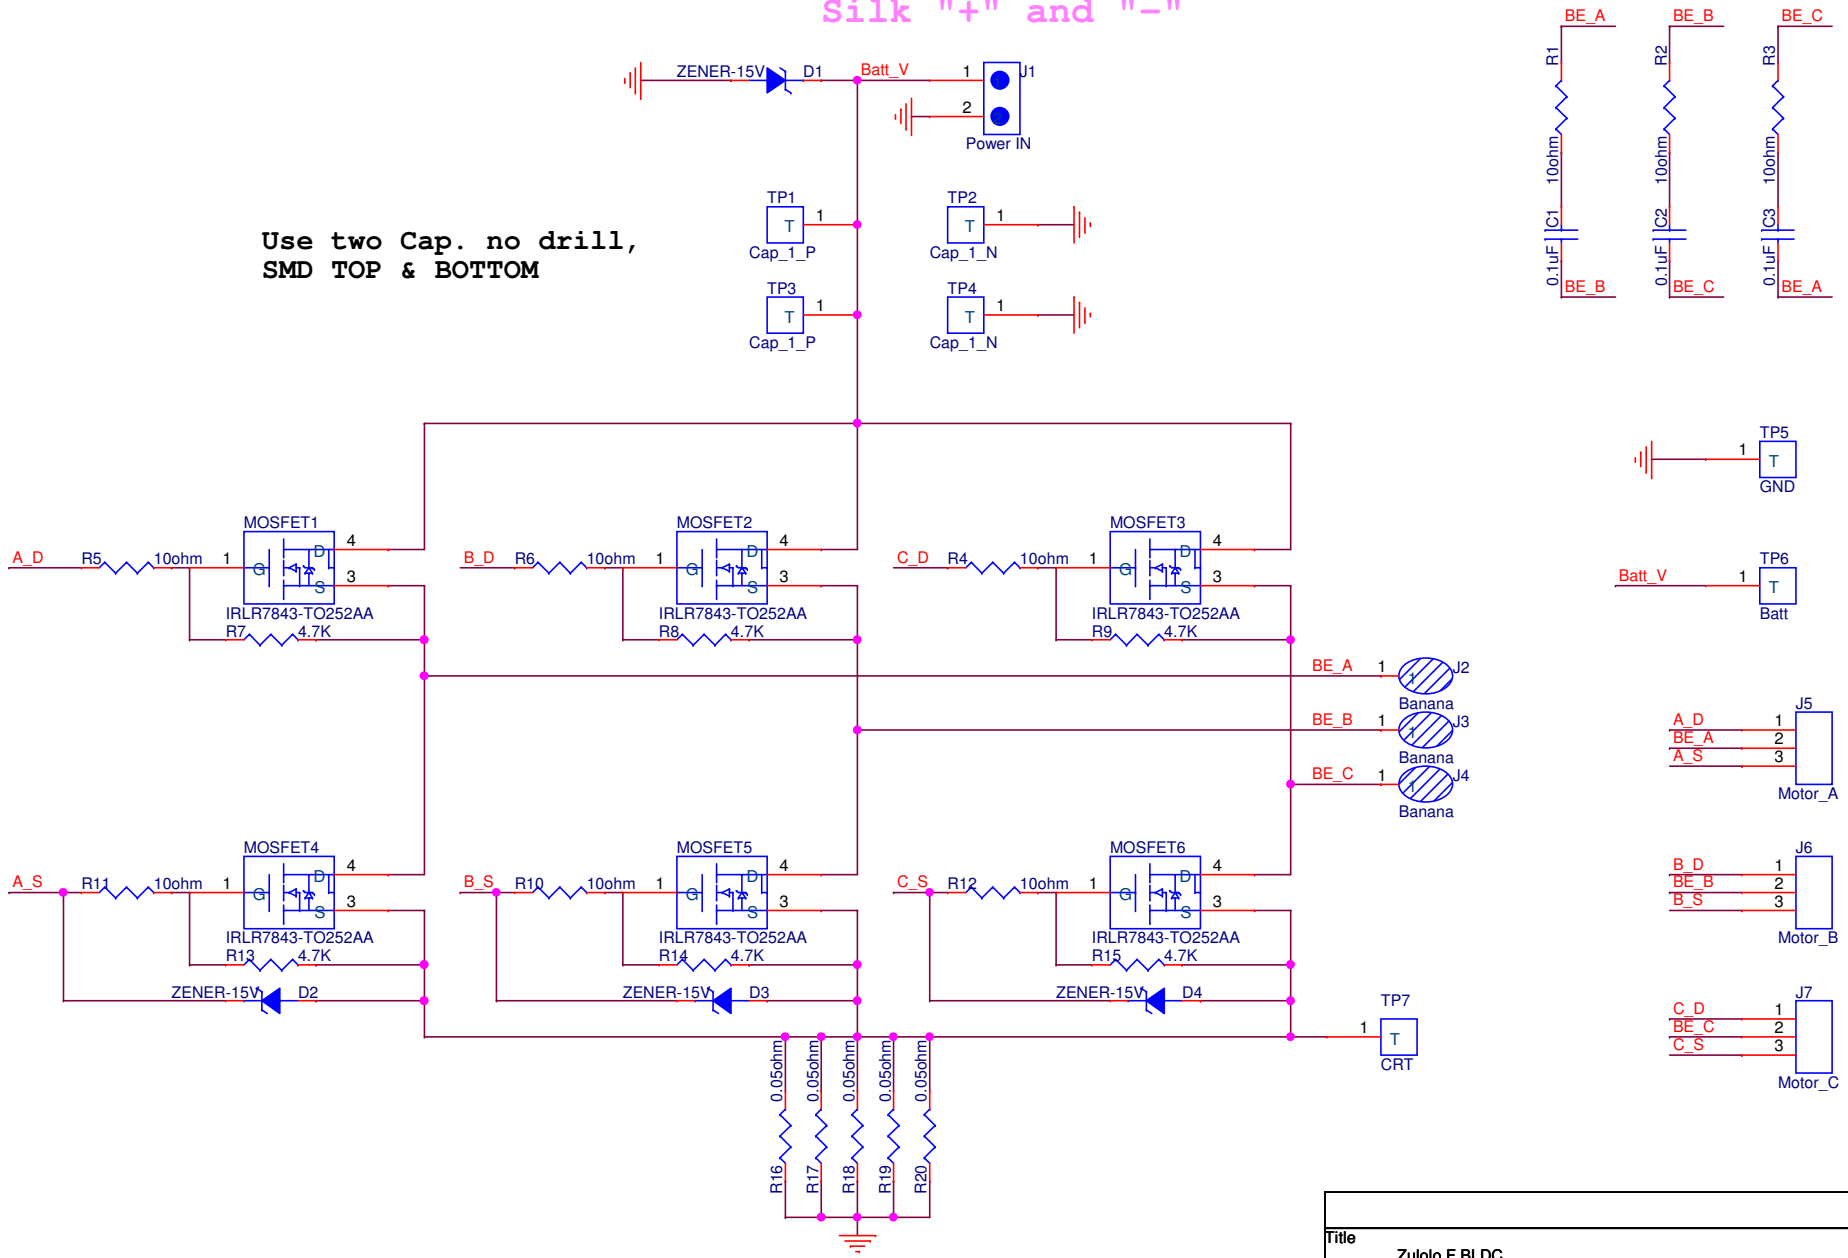 Silk "+" and "-"
ZENER-15V D1 Batt_V 1 J1
2
Power IN
BE_A BE_B BE_C
R1 R2 R3
10ohm 10ohm 10ohm
C1 C2 C3
0.1uF 0.1uF 0.1uF
BE_B BE_C BE_A
Use two Cap. no drill,
SMD TOP & BOTTOM
TP1 TP2
T 1 T 1
Cap_1_P Cap_1_N
TP3 TP4
T 1 T 1
Cap_1_P Cap_1_N
TP5
1 T
GND
MOSFET1 MOSFET2 MOSFET3
A_D R5 10ohm 1 G D S 4 3
B_D R6 10ohm 1 G D S 4 3
C_D R4 10ohm 1 G D S 4 3
IRLR7843-TO252AA IRLR7843-TO252AA IRLR7843-TO252AA
R7 4.7K R8 4.7K R9 4.7K
TP6
Batt_V 1 T
Batt
BE_A 1 1 J2
Banana
BE_B 1 1 J3
Banana
BE_C 1 1 J4
Banana
J5
A_D 1
BE_A 2
A_S 3
Motor_A
MOSFET4 MOSFET5 MOSFET6
A_S R11 10ohm 1 G D S 4 3
B_S R10 10ohm 1 G D S 4 3
C_S R12 10ohm 1 G D S 4 3
IRLR7843-TO252AA IRLR7843-TO252AA IRLR7843-TO252AA
R13 4.7K R14 4.7K R15 4.7K
ZENER-15V D2 ZENER-15V D3 ZENER-15V D4
J6
B_D 1
BE_B 2
B_S 3
Motor_B
TP7
1 T
CRT
J7
C_D 1
BE_C 2
C_S 3
Motor_C
0.05ohm 0.05ohm 0.05ohm 0.05ohm 0.05ohm
R16 R17 R18 R19 R20
Title
Zulolo E BLDC